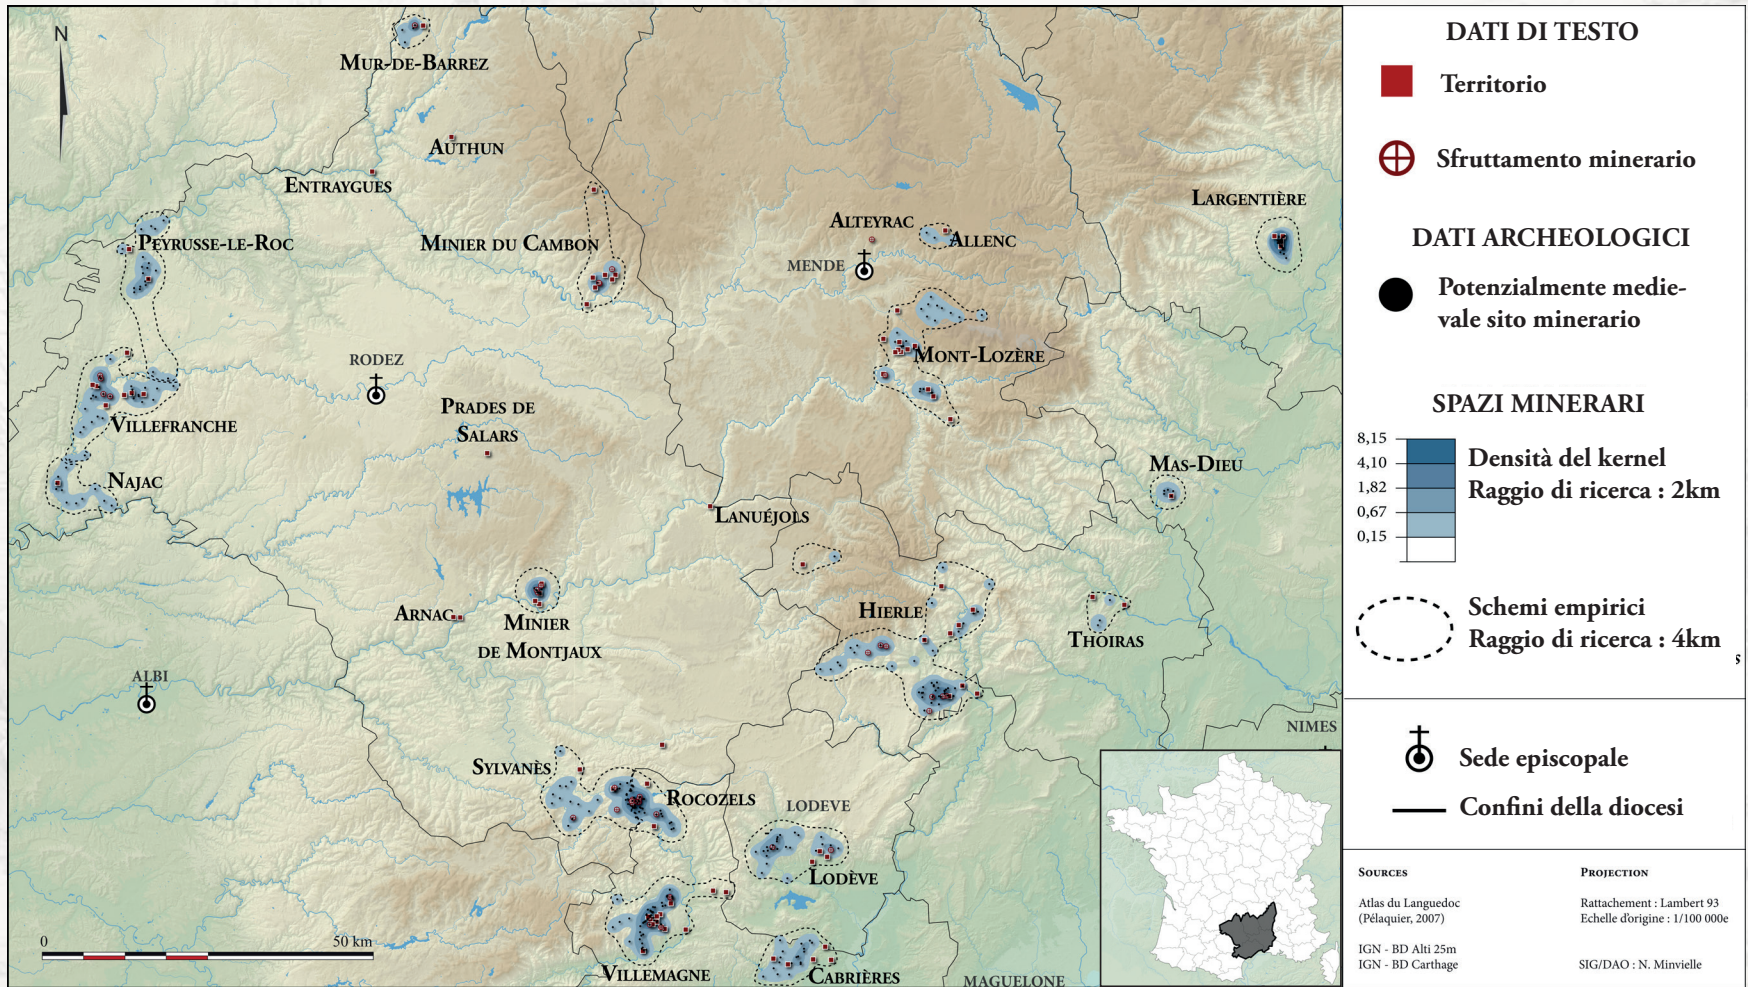 N
MUR-DE-BARREZ
AUTHUN
ENTRAYGUES
PEYRUSSE-LE-ROC
MINIER DU CAMBON
ALTEYRAC
ALLENC
MENDE
LARGENTIÈRE
MONT-LOZÈRE
RODEZ
PRADES DE
SALARS
VILLEFRANCHE
NAJAC
MAS-DIEU
LANUÉJOLS
ARNAC
MINIER
DE MONTJAUX
HIERLE
THOIRAS
ALBI
NIMES
SYLVANÈS
ROCOZELS
LODEVE
LODÈVE
VILLEMAGNE
CABRIÈRES
MAGUELONE
0
50 km
DATI DI TESTO
Territorio
Sfruttamento minerario
DATI ARCHEOLOGICI
Potenzialmente medie-
vale sito minerario
SPAZI MINERARI
8,15
4,10
1,82
0,67
0,15
Densità del kernel
Raggio di ricerca : 2km
Schemi empirici
Raggio di ricerca : 4km
s
Sede episcopale
Confini della diocesi
SOURCES
Atlas du Languedoc
(Pélaquier, 2007)
IGN - BD Alti 25m
IGN - BD Carthage
PROJECTION
Rattachement : Lambert 93
Echelle d'origine : 1/100 000e
SIG/DAO : N. Minvielle